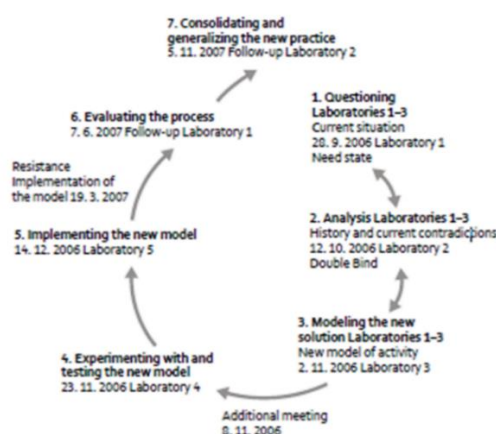 7. Consolidating and
generalizing the new practice
5. 11. 2007 Follow-up Laboratory 2
1. Questioning
Laboratories 1–3
Current situation
28. 9. 2006 Laboratory 1
Need state
2. Analysis Laboratories 1–3
History and current contradictions
12. 10. 2006 Laboratory 2
Double Bind
3. Modeling the new
solution Laboratories 1–3
New model of activity
2. 11. 2006 Laboratory 3
Additional meeting
8. 11. 2006
4. Experimenting with and
testing the new model
23. 11. 2006 Laboratory 4
5. Implementing the new model
14. 12. 2006 Laboratory 5
Resistance
Implementation of
the model 19. 3. 2007
6. Evaluating the process
7. 6. 2007 Follow-up Laboratory 1